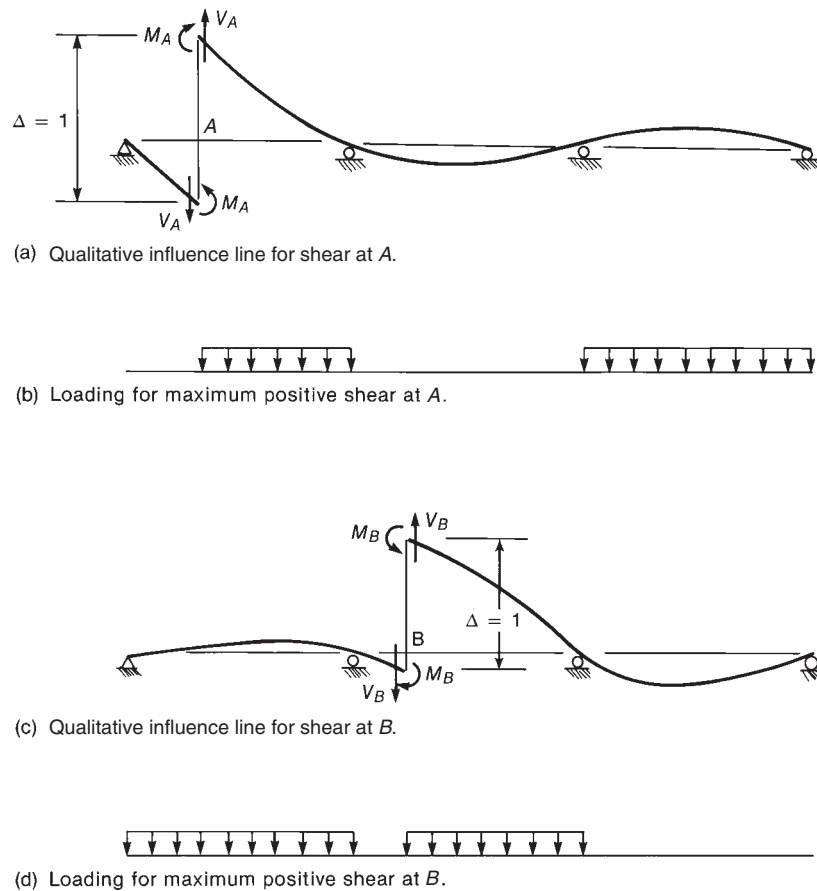 V_A
M_A
Δ = 1
A
M_A
V_A
(a) Qualitative influence line for shear at A.
(b) Loading for maximum positive shear at A.
V_B
M_B
B
Δ = 1
M_B
V_B
(c) Qualitative influence line for shear at B.
(d) Loading for maximum positive shear at B.